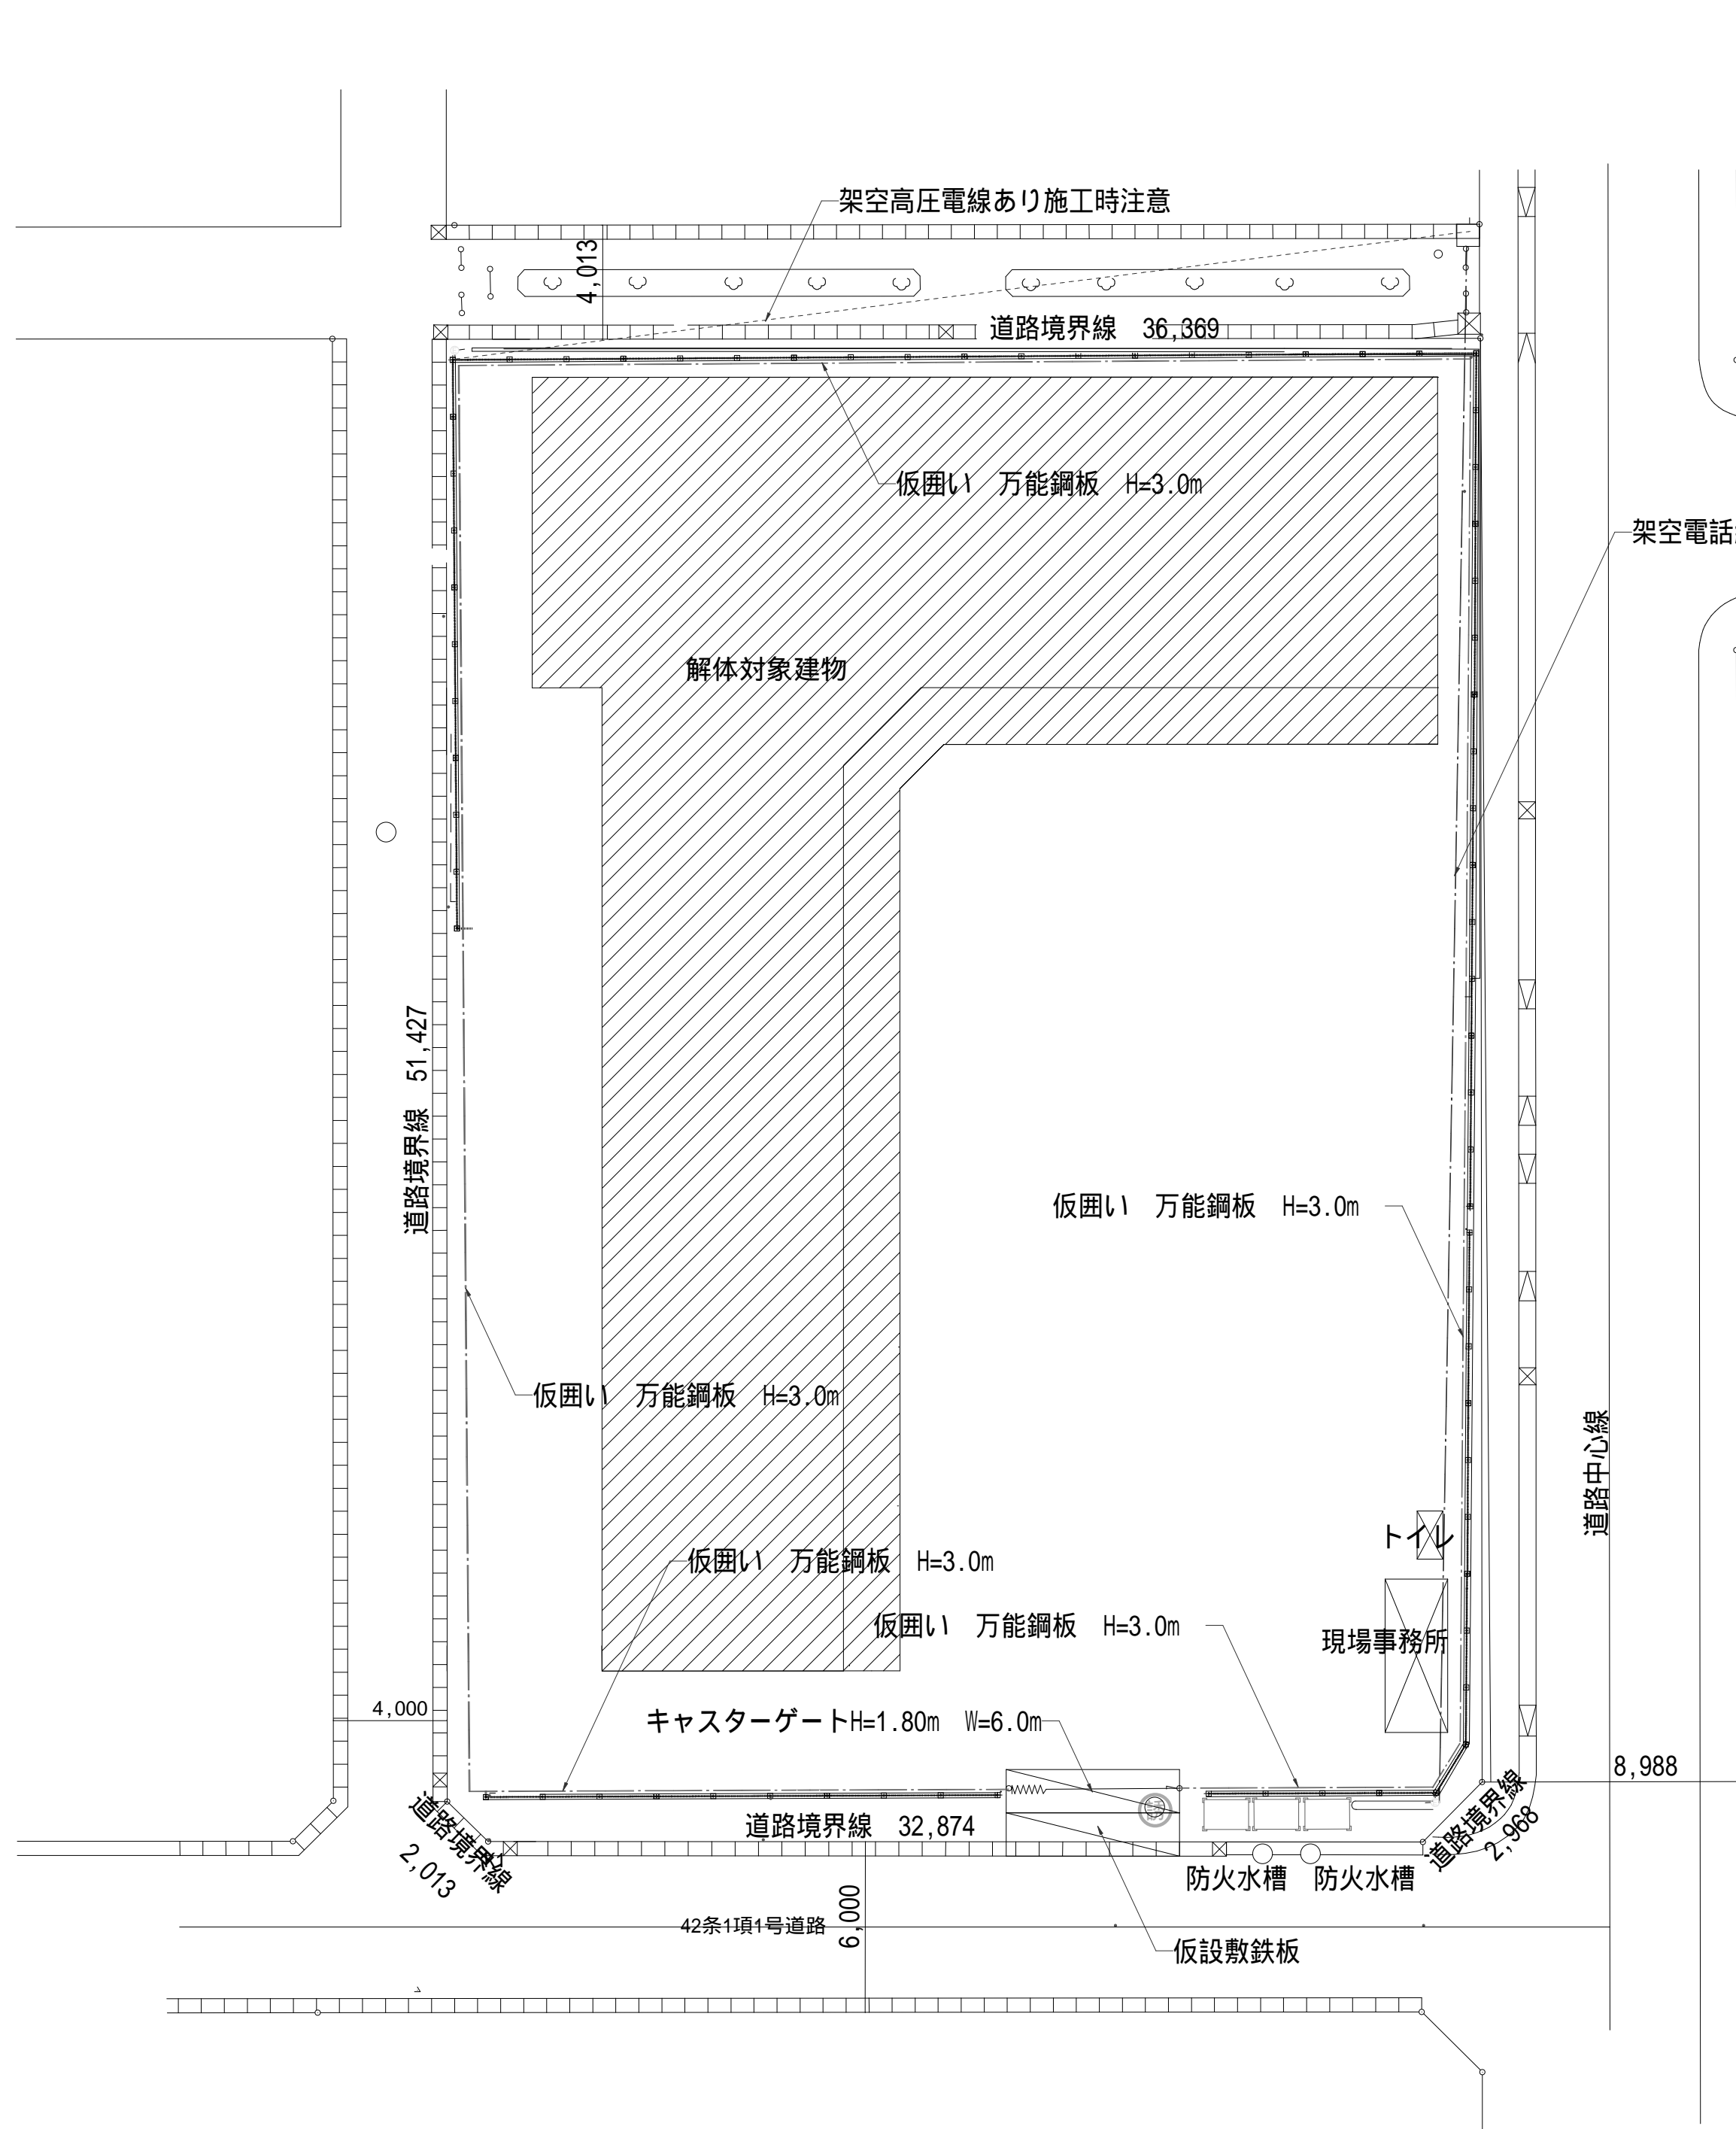 架空高圧電線あり施工時注意
4,013
道路境界線　36,369
仮囲い　万能鋼板　H=3.0m
架空電話
解体対象建物
道路境界線　51,427
仮囲い　万能鋼板　H=3.0m
仮囲い　万能鋼板　H=3.0m
道路中心線
トイレ
仮囲い　万能鋼板　H=3.0m
仮囲い　万能鋼板　H=3.0m
現場事務所
4,000
キャスターゲートH=1.80m　W=6.0m
8,988
道路境界線
2,013
道路境界線　32,874
道路境界線
2,968
防火水槽　防火水槽
42条1項1号道路
6,000
仮設敷鉄板